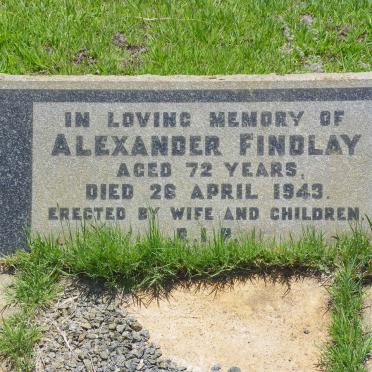 IN LOVING MEMORY OF
ALEXANDER FINDLAY
AGED 72 YEARS,
DIED 26 APRIL 1943.
ERECTED BY WIFE AND CHILDREN.
R.I.P.